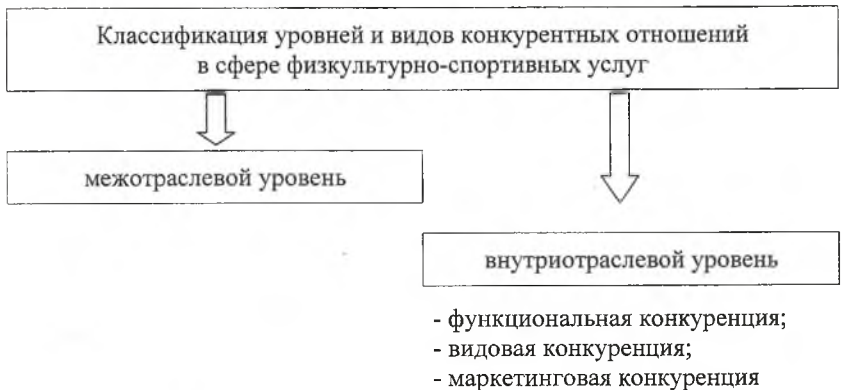 Классификация уровней и видов конкурентных отношений
в сфере физкультурно-спортивных услуг
межотраслевой уровень
внутриотраслевой уровень
- функциональная конкуренция;
- видовая конкуренция;
- маркетинговая конкуренция